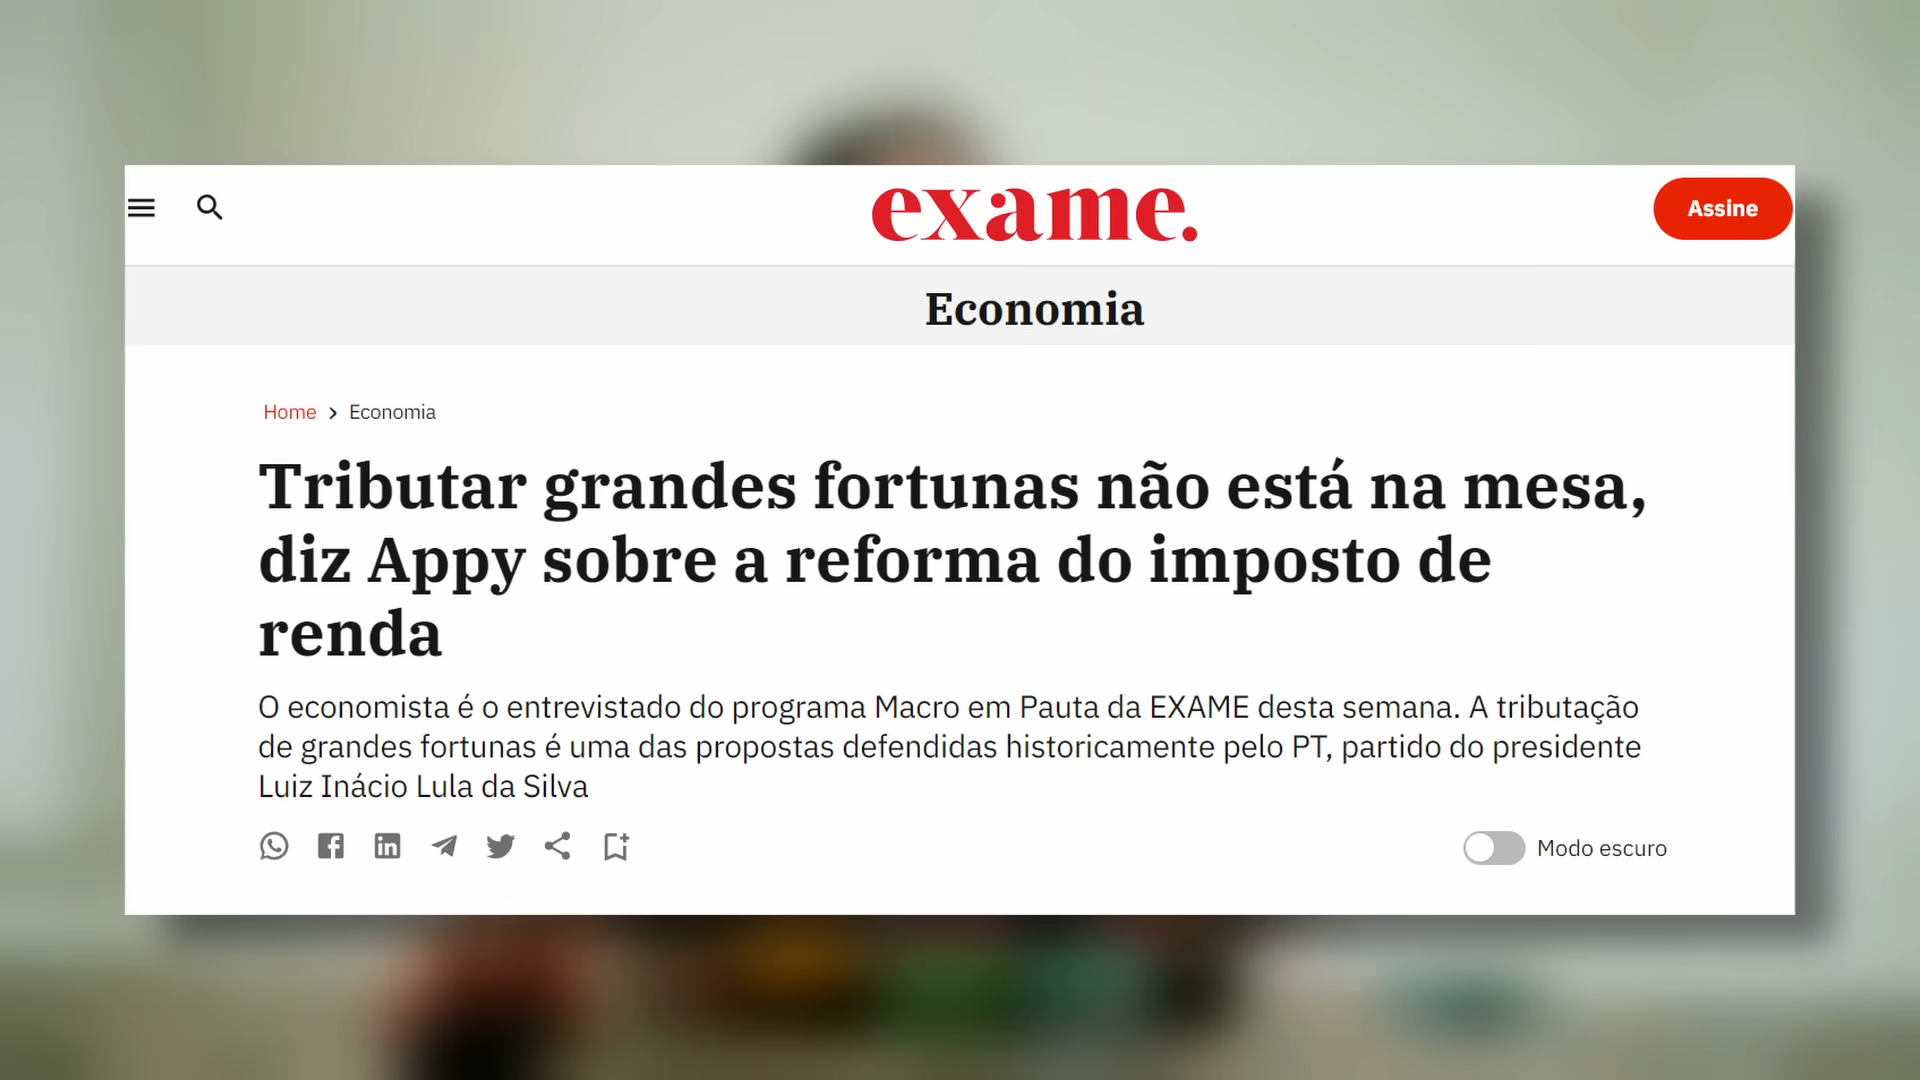 exame.
Assine
Economia
Home > Economia
Tributar grandes fortunas não está na mesa,
diz Appy sobre a reforma do imposto de
renda
O economista é o entrevistado do programa Macro em Pauta da EXAME desta semana. A tributação
de grandes fortunas é uma das propostas defendidas historicamente pelo PT, partido do presidente
Luiz Inácio Lula da Silva
Modo escuro